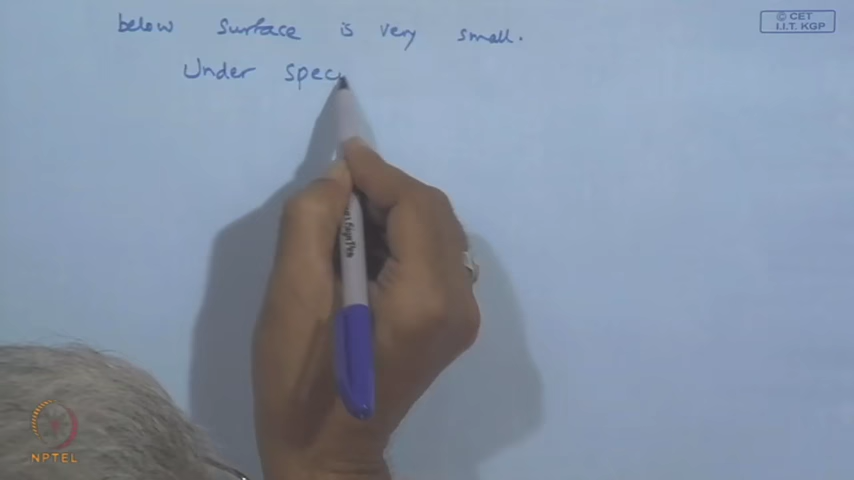 below surface is very small.
© CET
I.I.T. KGP
Under spec
NPTEL